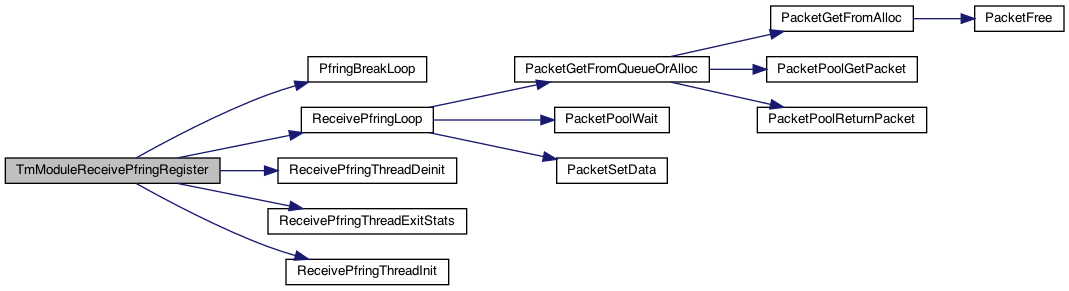 PacketGetFromAlloc
PacketFree
PfringBreakLoop
PacketGetFromQueueOrAlloc
PacketPoolGetPacket
ReceivePfringLoop
PacketPoolWait
PacketPoolReturnPacket
TmModuleReceivePfringRegister
ReceivePfringThreadDeinit
PacketSetData
ReceivePfringThreadExitStats
ReceivePfringThreadInit